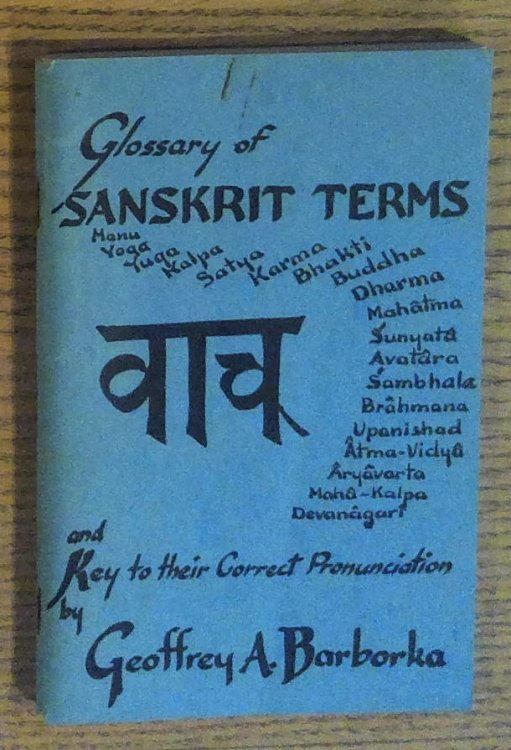 Glossary of
SANSKRIT TERMS
Manu
Yoga
Yuga
Kalpa
Satya
Karma
Bhakti
Buddha
Dharma
Mahâtma
Śunyatâ
Avatâra
Śambhala
Brâhmana
Upanishad
Âtma-Vidyâ
Âryâvarta
Mahâ-Kalpa
Devanâgari
वाच्
and
Key to their Correct Pronunciation
by
Geoffrey A. Barborka